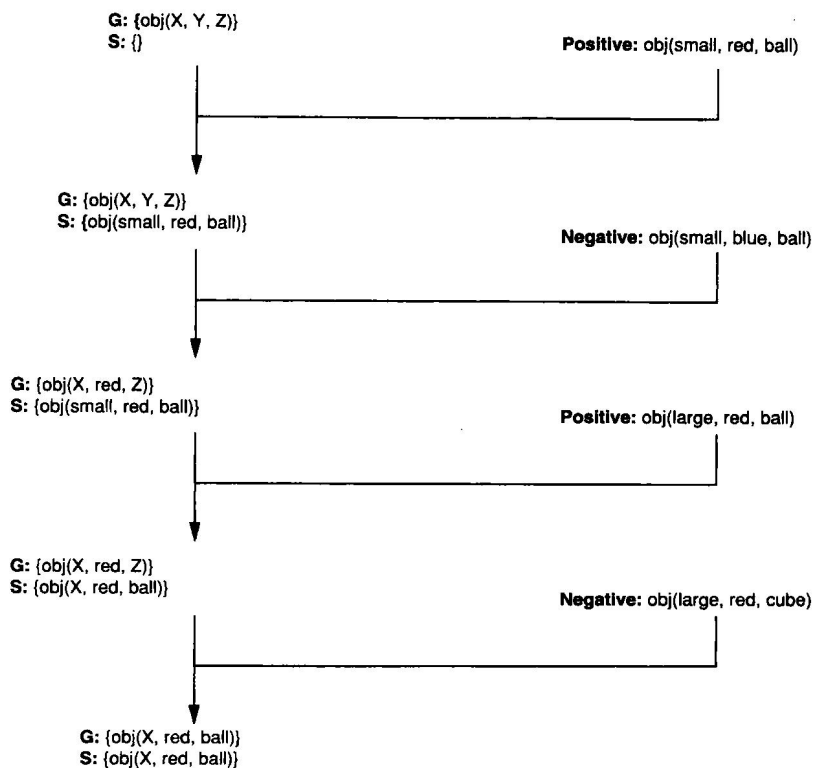 G: {obj(X, Y, Z)}
S: {}
Positive: obj(small, red, ball)
G: {obj(X, Y, Z)}
S: {obj(small, red, ball)}
Negative: obj(small, blue, ball)
G: {obj(X, red, Z)}
S: {obj(small, red, ball)}
Positive: obj(large, red, ball)
G: {obj(X, red, Z)}
S: {obj(X, red, ball)}
Negative: obj(large, red, cube)
G: {obj(X, red, ball)}
S: {obj(X, red, ball)}